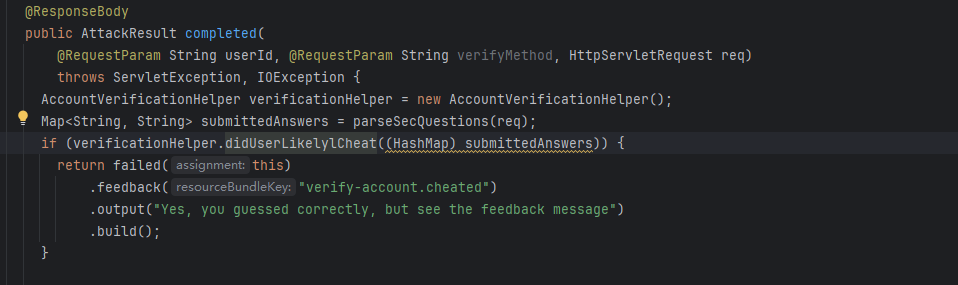 @ResponseBody
public AttackResult completed(
@RequestParam String userId, @RequestParam String verifyMethod, HttpServletRequest req)
throws ServletException, IOException {
AccountVerificationHelper verificationHelper = new AccountVerificationHelper();
Map<String, String> submittedAnswers = parseSecQuestions(req);
if (verificationHelper.didUserLikelylCheat((HashMap) submittedAnswers)) {
return failed( assignment: this)
.feedback( resourceBundleKey: "verify-account.cheated")
.output("Yes, you guessed correctly, but see the feedback message")
.build();
}